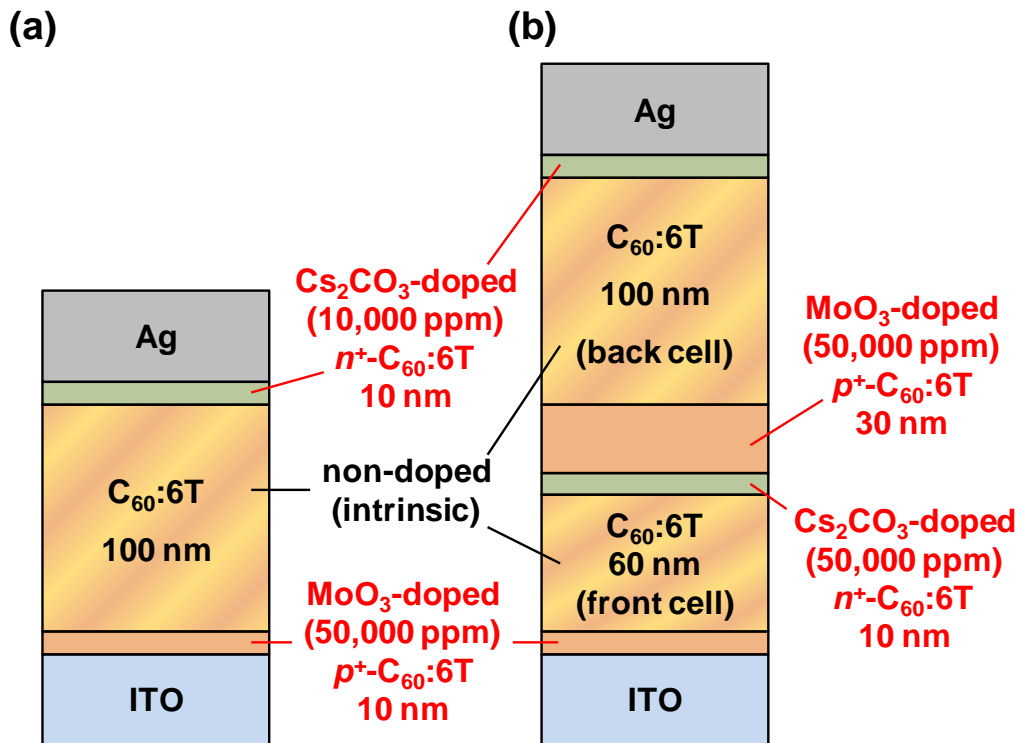 (a)
Ag
C₆₀:6T
100 nm
ITO
Cs₂CO₃-doped
(10,000 ppm)
n⁺-C₆₀:6T
10 nm
non-doped
(intrinsic)
MoO₃-doped
(50,000 ppm)
p⁺-C₆₀:6T
10 nm
(b)
Ag
C₆₀:6T
100 nm
(back cell)
C₆₀:6T
60 nm
(front cell)
ITO
MoO₃-doped
(50,000 ppm)
p⁺-C₆₀:6T
30 nm
Cs₂CO₃-doped
(50,000 ppm)
n⁺-C₆₀:6T
10 nm